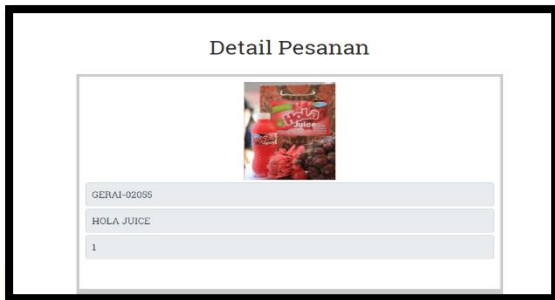 Detail Pesanan
Hola
Juice
GERAI-02055
HOLA JUICE
1